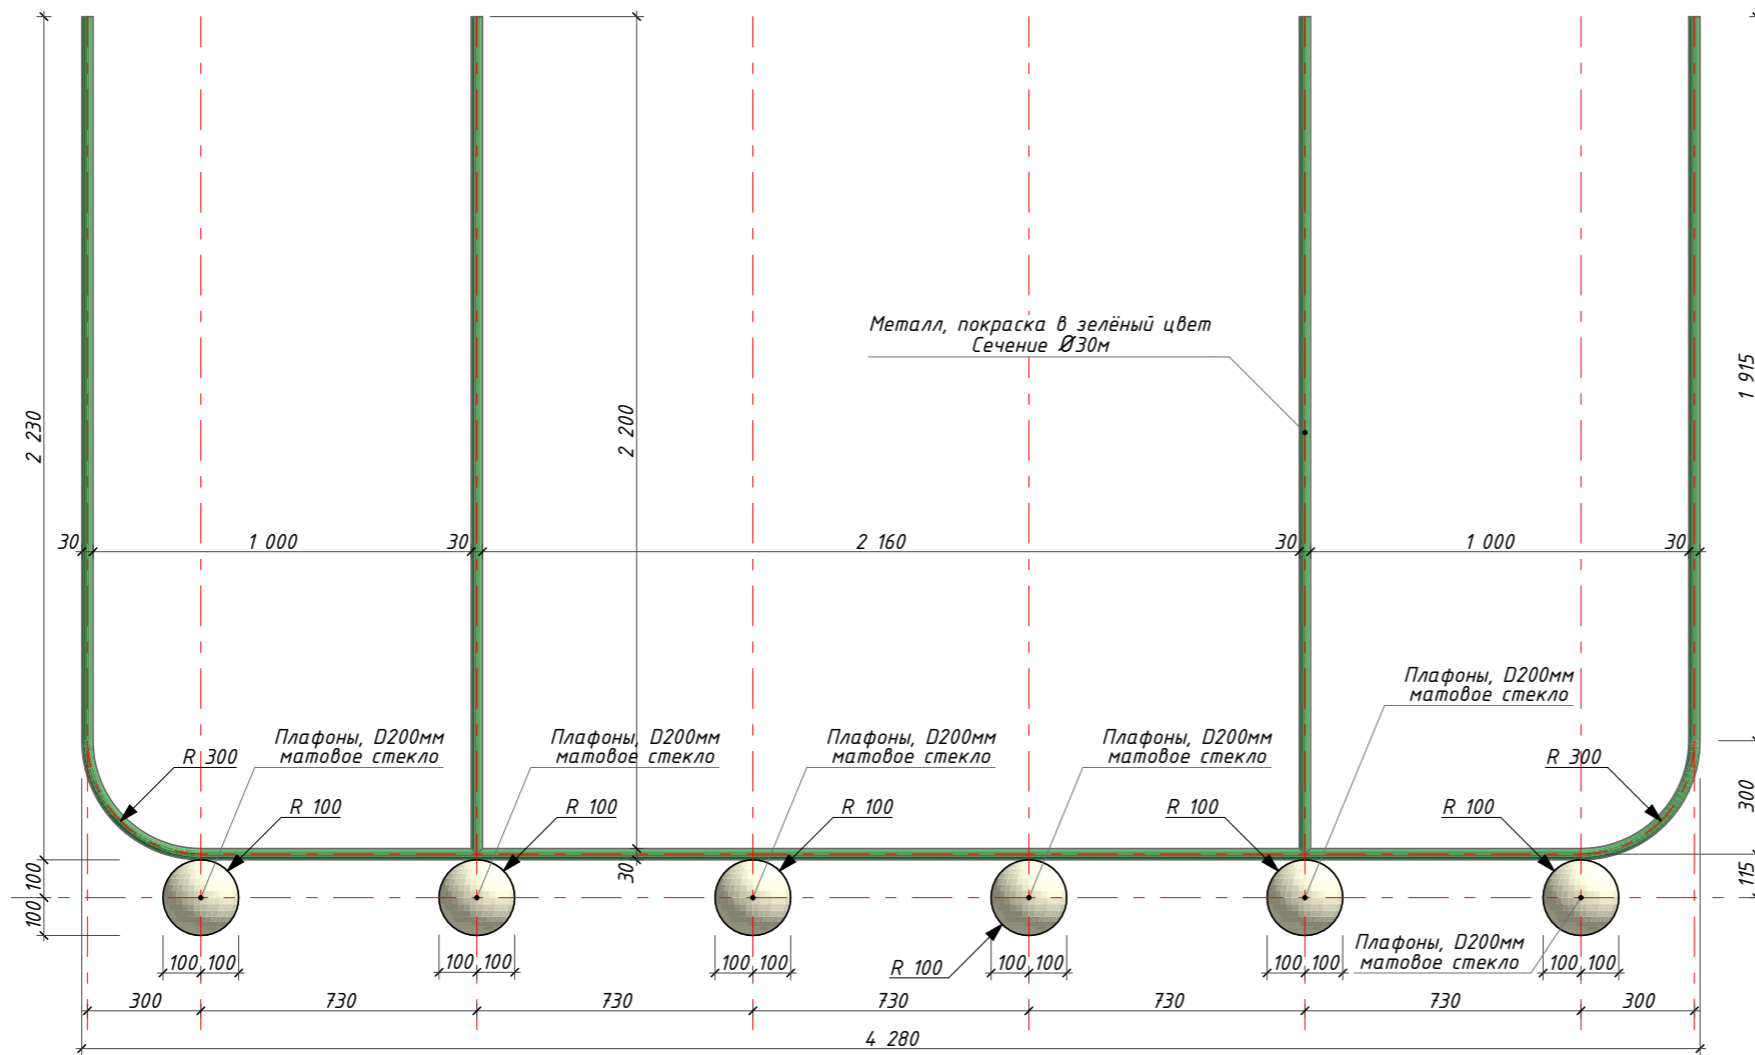 2 230
2 200
1 915
Металл, покраска в зелёный цвет
Сечение Ø30м
30
1 000
30
2 160
30
1 000
30
Плафоны, D200мм
матовое стекло
Плафоны, D200мм
матовое стекло
Плафоны, D200мм
матовое стекло
Плафоны, D200мм
матовое стекло
Плафоны, D200мм
матовое стекло
R 300
R 300
300
R 100
R 100
R 100
R 100
R 100
100
100
30
115
Плафоны, D200мм
матовое стекло
R 100
100 100
100 100
100 100
100 100
100 100
100 100
300
730
730
730
730
730
300
4 280